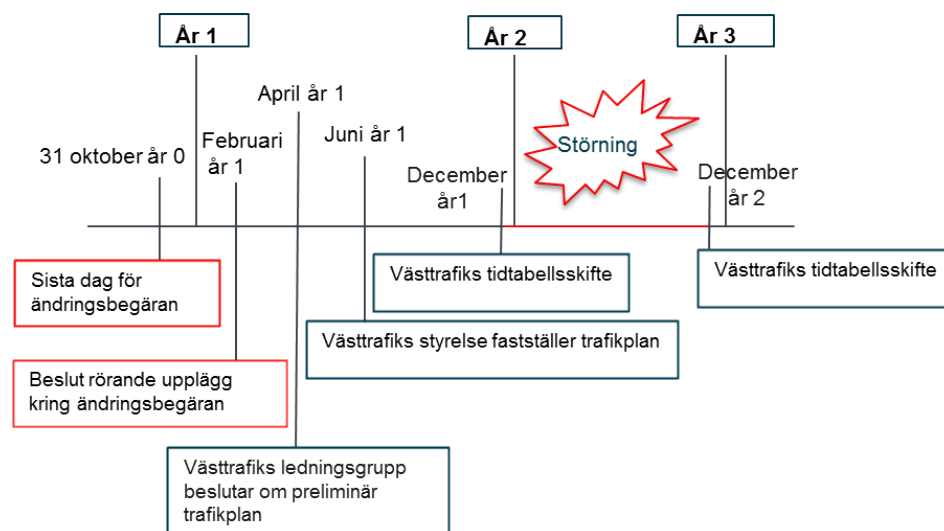 År 1
År 2
År 3
April år 1
Juni år 1
Störning
31 oktober år 0
Februari
år 1
December
år1
December
år 2
Sista dag för
ändringsbegäran
Västtrafiks tidtabellsskifte
Västtrafiks tidtabellsskifte
Västtrafiks styrelse fastställer trafikplan
Beslut rörande upplägg
kring ändringsbegäran
Västtrafiks ledningsgrupp
beslutar om preliminär
trafikplan